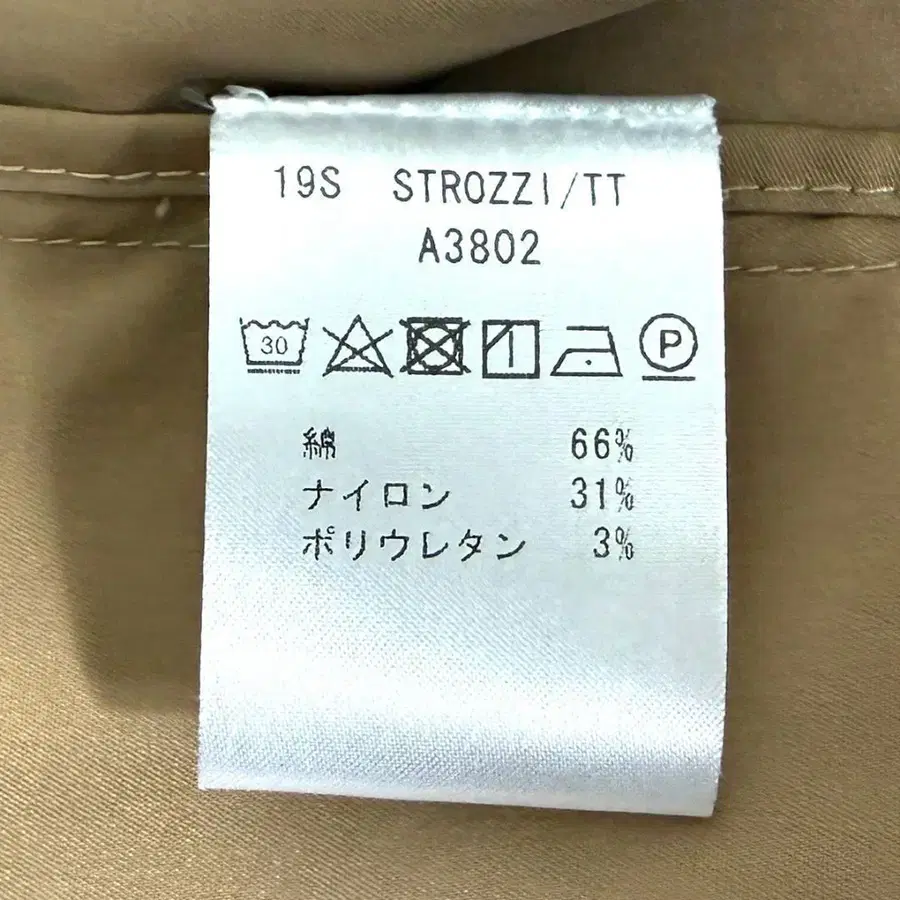 19S STROZZI/TT
A3802
30 P
綿 66%
ナイロン 31%
ポリウレタン 3%